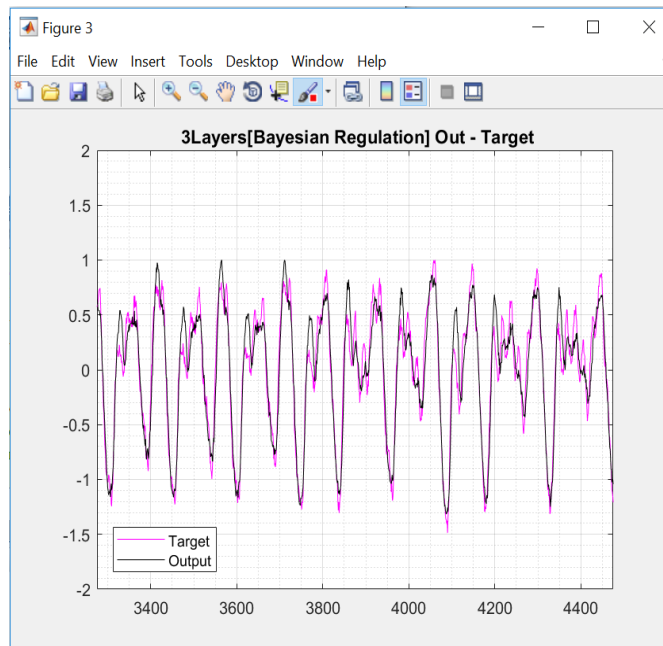 Figure 3
File Edit View Insert Tools Desktop Window Help
3Layers[Bayesian Regulation] Out - Target
2
1.5
1
0.5
0
-0.5
-1
-1.5
-2
Target
Output
3400 3600 3800 4000 4200 4400